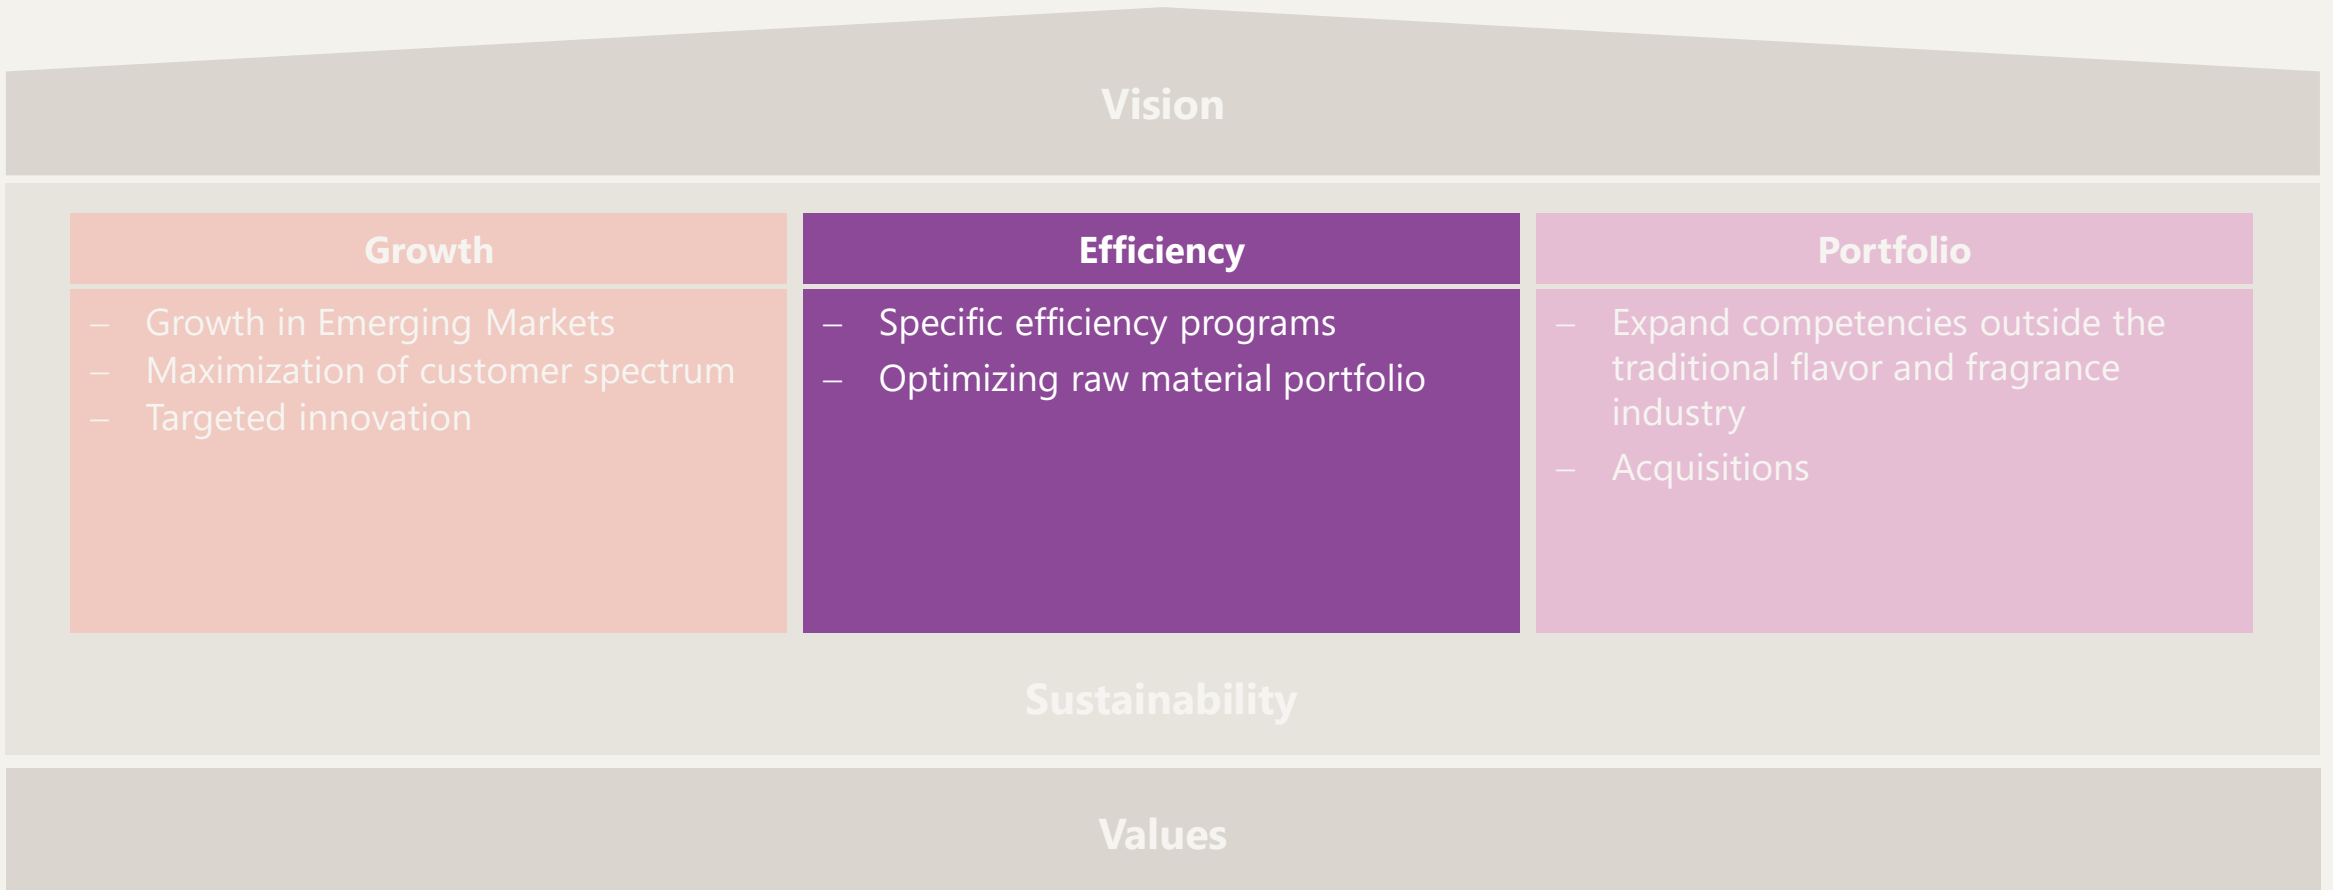 Vision
Growth
– Growth in Emerging Markets
– Maximization of customer spectrum
– Targeted innovation
Efficiency
– Specific efficiency programs
– Optimizing raw material portfolio
Portfolio
– Expand competencies outside the
traditional flavor and fragrance
industry
– Acquisitions
Sustainability
Values